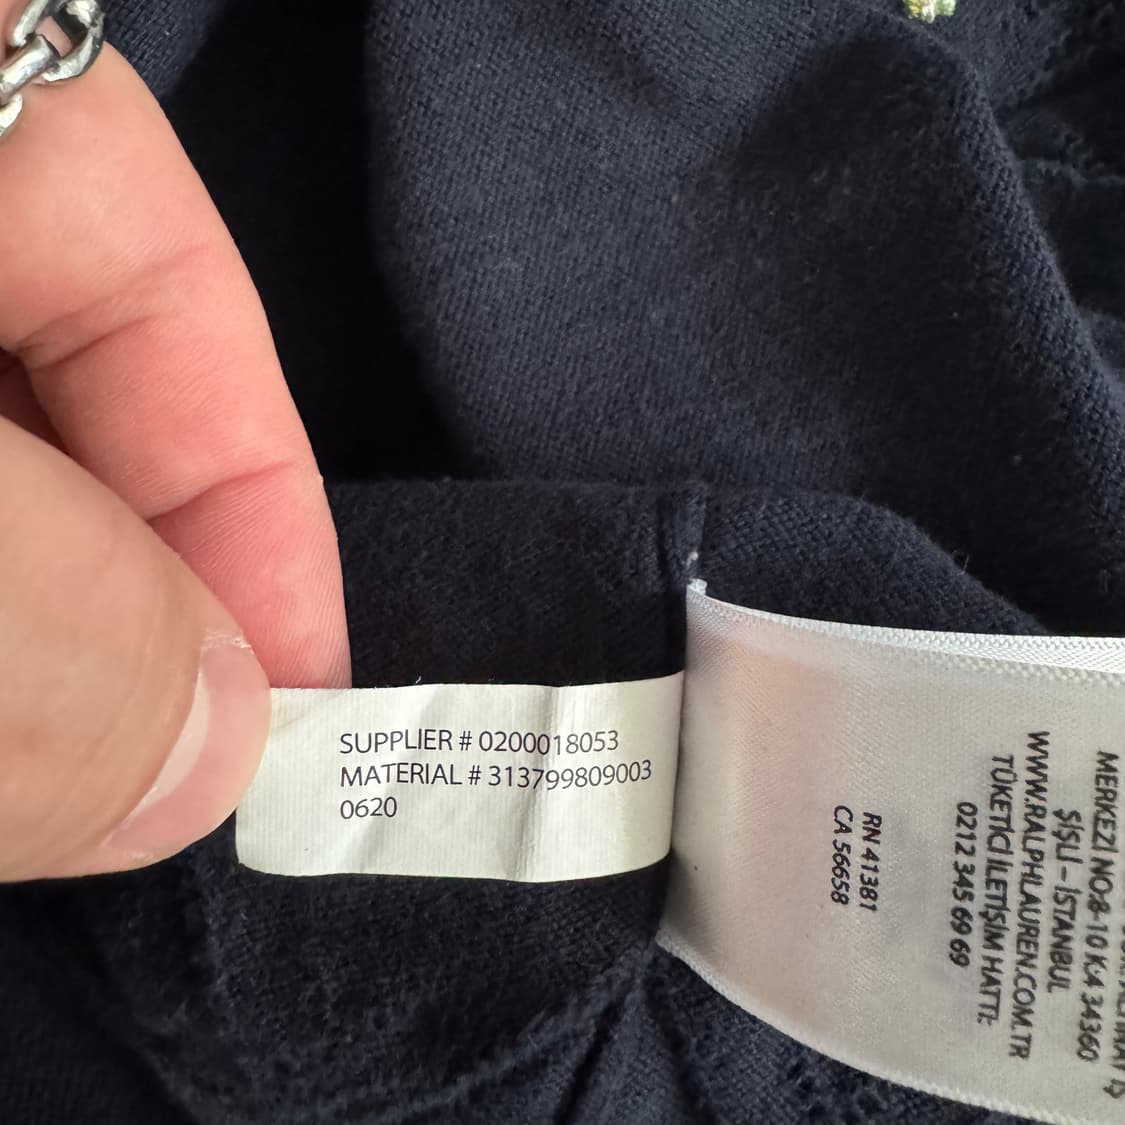 SUPPLIER # 0200018053
MATERIAL # 313799809003
0620
MERKEZİ NO:8-10 K:4 34360
ŞİŞLİ – İSTANBUL
WWW.RALPHLAUREN.COM.TR
TÜKETİCİ İLETİŞİM HATTI:
0212 345 69 69
RN 41381
CA 56658